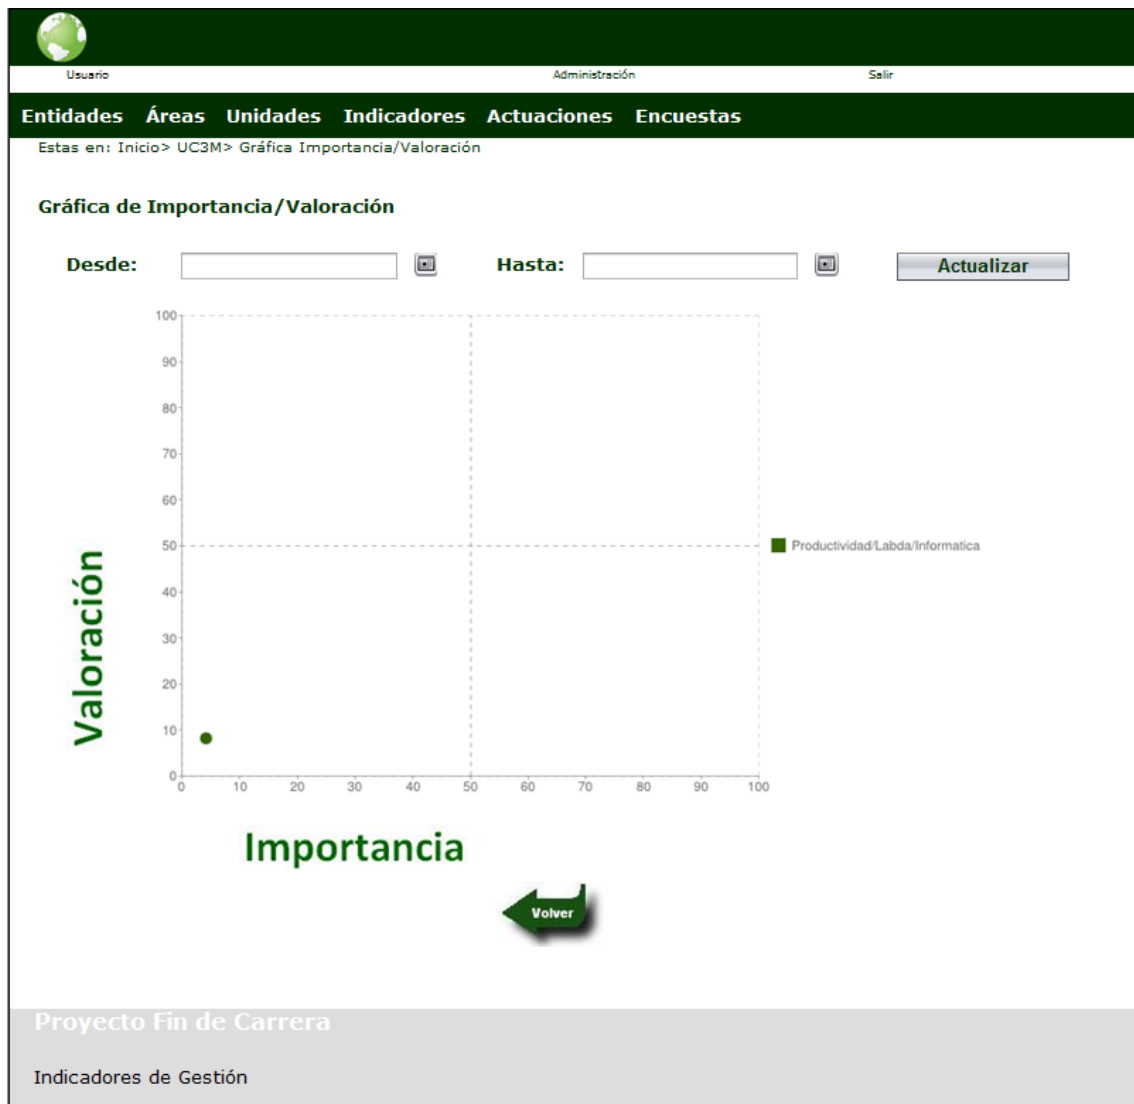 Usuario Administración Salir
Entidades Áreas Unidades Indicadores Actuaciones Encuestas
Estas en: Inicio> UC3M> Gráfica Importancia/Valoración
Gráfica de Importancia/Valoración
Desde: Hasta: Actualizar
100
90
80
70
60
50
40
30
20
10
0
Valoración
Productividad/Labda/Informatica
0 10 20 30 40 50 60 70 80 90 100
Importancia
Volver
Proyecto Fin de Carrera
Indicadores de Gestión